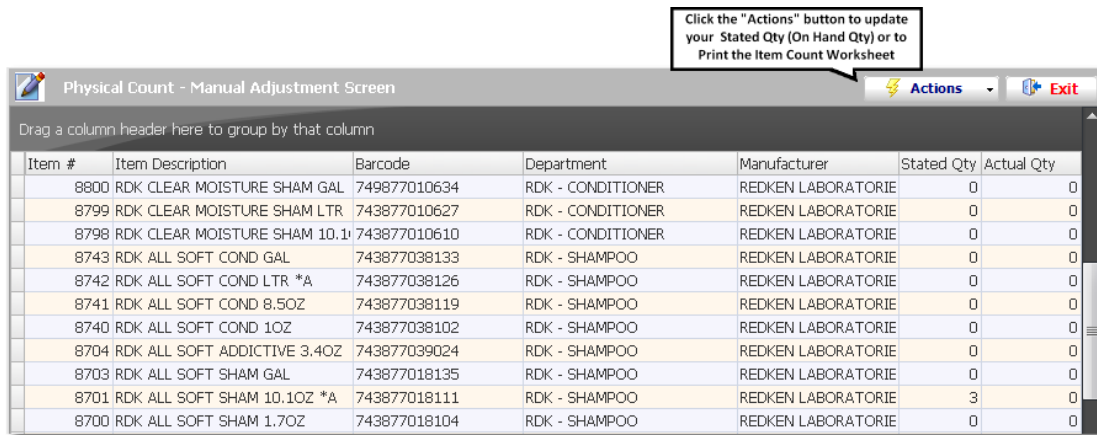 Click the "Actions" button to update
your Stated Qty (On Hand Qty) or to
Print the Item Count Worksheet
Physical Count - Manual Adjustment Screen Actions Exit
Drag a column header here to group by that column
Item # Item Description Barcode Department Manufacturer Stated Qty Actual Qty
8800 RDK CLEAR MOISTURE SHAM GAL 749877010634 RDK - CONDITIONER REDKEN LABORATORIE 0 0
8799 RDK CLEAR MOISTURE SHAM LTR 743877010627 RDK - CONDITIONER REDKEN LABORATORIE 0 0
8798 RDK CLEAR MOISTURE SHAM 10.1 743877010610 RDK - CONDITIONER REDKEN LABORATORIE 0 0
8743 RDK ALL SOFT COND GAL 743877038133 RDK - SHAMPOO REDKEN LABORATORIE 0 0
8742 RDK ALL SOFT COND LTR *A 743877038126 RDK - SHAMPOO REDKEN LABORATORIE 0 0
8741 RDK ALL SOFT COND 8.5OZ 743877038119 RDK - SHAMPOO REDKEN LABORATORIE 0 0
8740 RDK ALL SOFT COND 1OZ 743877038102 RDK - SHAMPOO REDKEN LABORATORIE 0 0
8704 RDK ALL SOFT ADDICTIVE 3.4OZ 743877039024 RDK - SHAMPOO REDKEN LABORATORIE 0 0
8703 RDK ALL SOFT SHAM GAL 743877018135 RDK - SHAMPOO REDKEN LABORATORIE 0 0
8701 RDK ALL SOFT SHAM 10.1OZ *A 743877018111 RDK - SHAMPOO REDKEN LABORATORIE 3 0
8700 RDK ALL SOFT SHAM 1.7OZ 743877018104 RDK - SHAMPOO REDKEN LABORATORIE 0 0